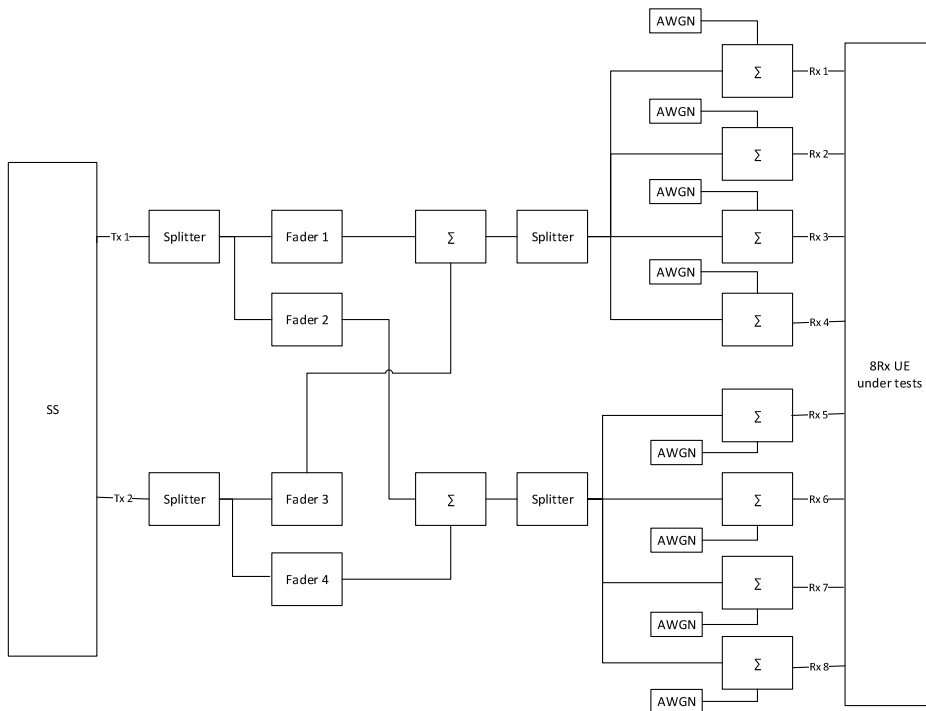 AWGN
∑
Rx 1
AWGN
∑
Rx 2
AWGN
Tx 1
Splitter
Fader 1
∑
Splitter
∑
Rx 3
AWGN
Fader 2
∑
Rx 4
8Rx UE
under tests
SS
∑
Rx 5
AWGN
Tx 2
Splitter
Fader 3
∑
Splitter
∑
Rx 6
AWGN
Fader 4
∑
Rx 7
AWGN
∑
Rx 8
AWGN